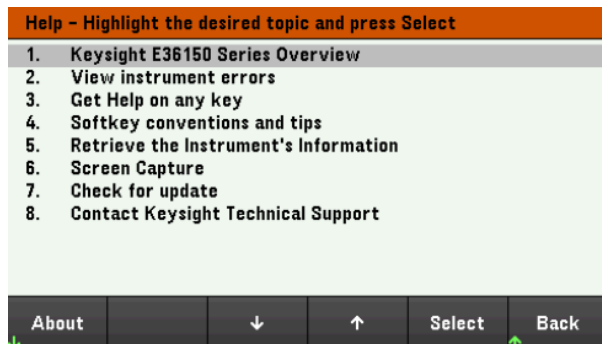 Help - Highlight the desired topic and press Select
1. Keysight E36150 Series Overview
2. View instrument errors
3. Get Help on any key
4. Softkey conventions and tips
5. Retrieve the Instrument's Information
6. Screen Capture
7. Check for update
8. Contact Keysight Technical Support
About ↓ ↑ Select Back